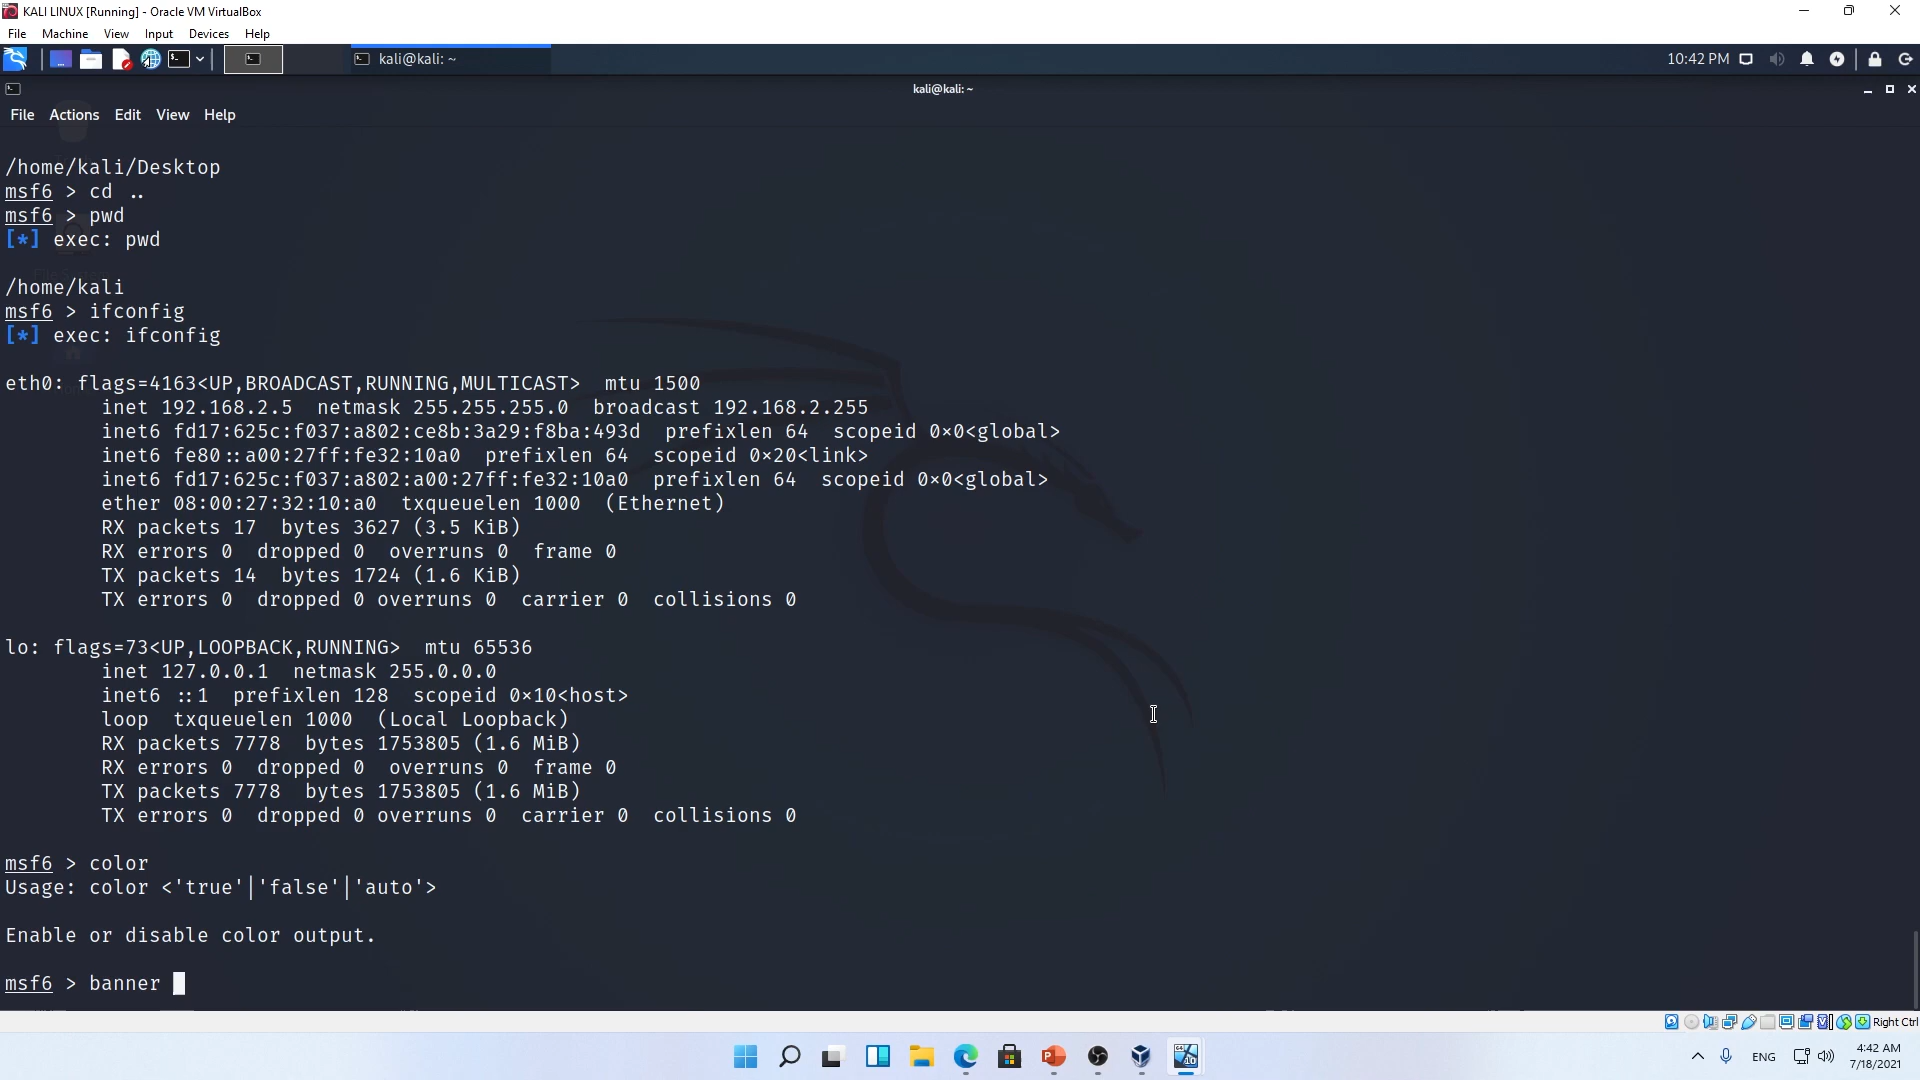 KALI LINUX [Running] - Oracle VM VirtualBox
File Machine View Input Devices Help
kali@kali: ~
10:42 PM
kali@kali: ~
File Actions Edit View Help
/home/kali/Desktop
msf6 > cd ..
msf6 > pwd
[*] exec: pwd
/home/kali
msf6 > ifconfig
[*] exec: ifconfig
eth0: flags=4163<UP,BROADCAST,RUNNING,MULTICAST> mtu 1500
inet 192.168.2.5 netmask 255.255.255.0 broadcast 192.168.2.255
inet6 fd17:625c:f037:a802:ce8b:3a29:f8ba:493d prefixlen 64 scopeid 0×0<global>
inet6 fe80::a00:27ff:fe32:10a0 prefixlen 64 scopeid 0×20<link>
inet6 fd17:625c:f037:a802:a00:27ff:fe32:10a0 prefixlen 64 scopeid 0×0<global>
ether 08:00:27:32:10:a0 txqueuelen 1000 (Ethernet)
RX packets 17 bytes 3627 (3.5 KiB)
RX errors 0 dropped 0 overruns 0 frame 0
TX packets 14 bytes 1724 (1.6 KiB)
TX errors 0 dropped 0 overruns 0 carrier 0 collisions 0
lo: flags=73<UP,LOOPBACK,RUNNING> mtu 65536
inet 127.0.0.1 netmask 255.0.0.0
inet6 ::1 prefixlen 128 scopeid 0×10<host>
loop txqueuelen 1000 (Local Loopback)
RX packets 7778 bytes 1753805 (1.6 MiB)
RX errors 0 dropped 0 overruns 0 frame 0
TX packets 7778 bytes 1753805 (1.6 MiB)
TX errors 0 dropped 0 overruns 0 carrier 0 collisions 0
msf6 > color
Usage: color <'true'|'false'|'auto'>
Enable or disable color output.
msf6 > banner
Right Ctrl
ENG
4:42 AM
7/18/2021